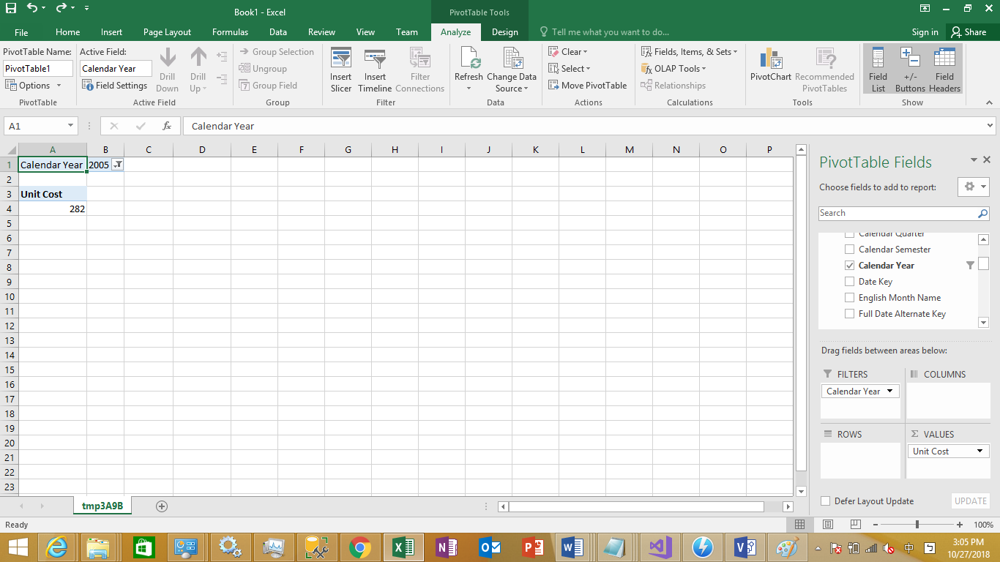 Book1 - Excel
PivotTable Tools
File Home Insert Page Layout Formulas Data Review View Team Analyze Design Tell me what you want to do... Sign in Share
PivotTable Name:
PivotTable1
Options
PivotTable
Active Field:
Calendar Year
Field Settings
Drill Down
Drill Up
Active Field
Group Selection
Ungroup
Group Field
Group
Insert Slicer
Insert Timeline
Filter Connections
Filter
Refresh
Change Data Source
Data
Clear
Select
Move PivotTable
Actions
Fields, Items, & Sets
OLAP Tools
Relationships
Calculations
PivotChart
Recommended PivotTables
Tools
Field List
+/- Buttons
Field Headers
Show
A1 fx Calendar Year
A B C D E F G H I J K L M N O P
1 Calendar Year 2005
2
3 Unit Cost
4 282
5
6
7
8
9
10
11
12
13
14
15
16
17
18
19
20
21
22
23
PivotTable Fields
Choose fields to add to report:
Search
Calendar Quarter
Calendar Semester
Calendar Year
Date Key
English Month Name
Full Date Alternate Key
Drag fields between areas below:
FILTERS
Calendar Year
COLUMNS
ROWS
Σ VALUES
Unit Cost
Defer Layout Update
UPDATE
tmp3A9B
Ready
100%
中
3:05 PM
10/27/2018